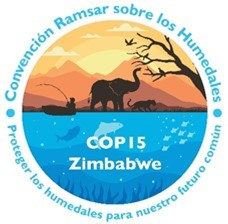 • Convención Ramsar sobre los Humedales •
COP15
Zimbabwe
Proteger los humedales para nuestro futuro común